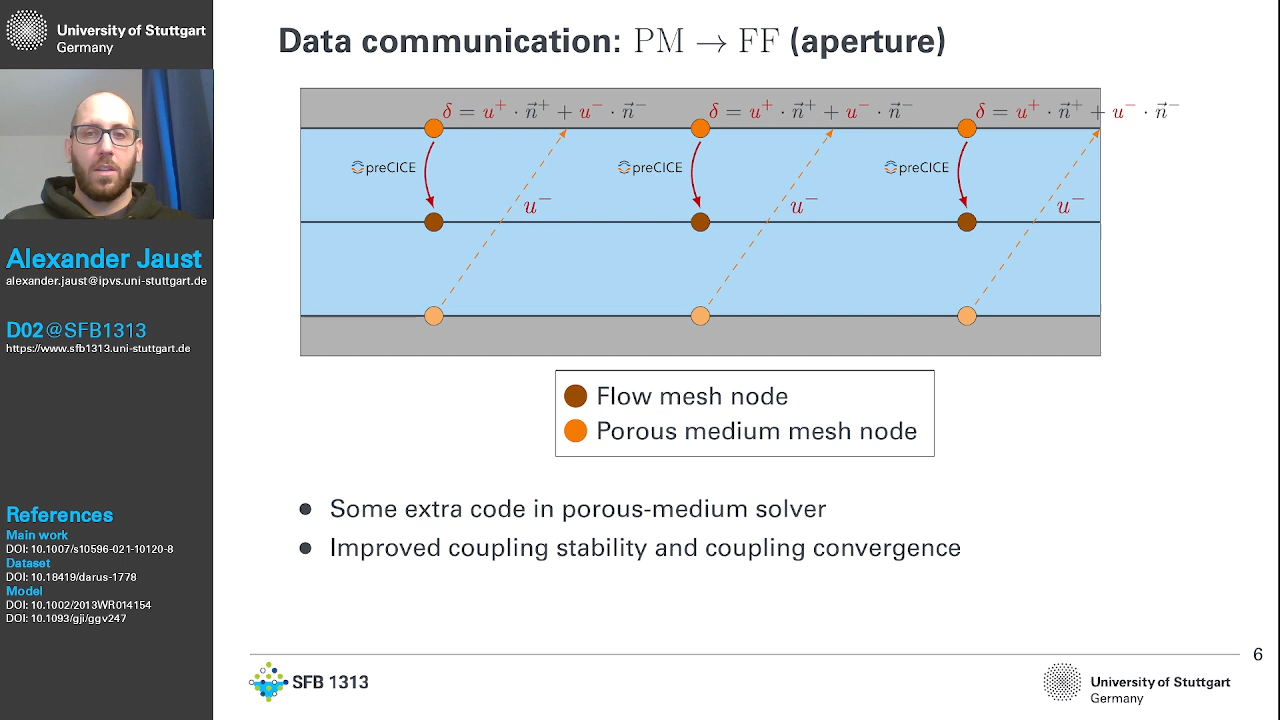 University of Stuttgart
Germany
Alexander Jaust
alexander.jaust@ipvs.uni-stuttgart.de
D02@SFB1313
https://www.sfb1313.uni-stuttgart.de
References
Main work
DOI: 10.1007/s10596-021-10120-8
Dataset
DOI: 10.18419/darus-1778
Model
DOI: 10.1002/2013WR014154
DOI: 10.1093/gji/ggv247
Data communication: PM → FF (aperture)
δ = u⁺ · n⃗⁺ + u⁻ · n⃗⁻ δ = u⁺ · n⃗⁺ + u⁻ · n⃗⁻ δ = u⁺ · n⃗⁺ + u⁻ · n⃗⁻
preCICE preCICE preCICE
u⁻ u⁻ u⁻
Flow mesh node
Porous medium mesh node
● Some extra code in porous-medium solver
● Improved coupling stability and coupling convergence
6
SFB 1313
University of Stuttgart
Germany